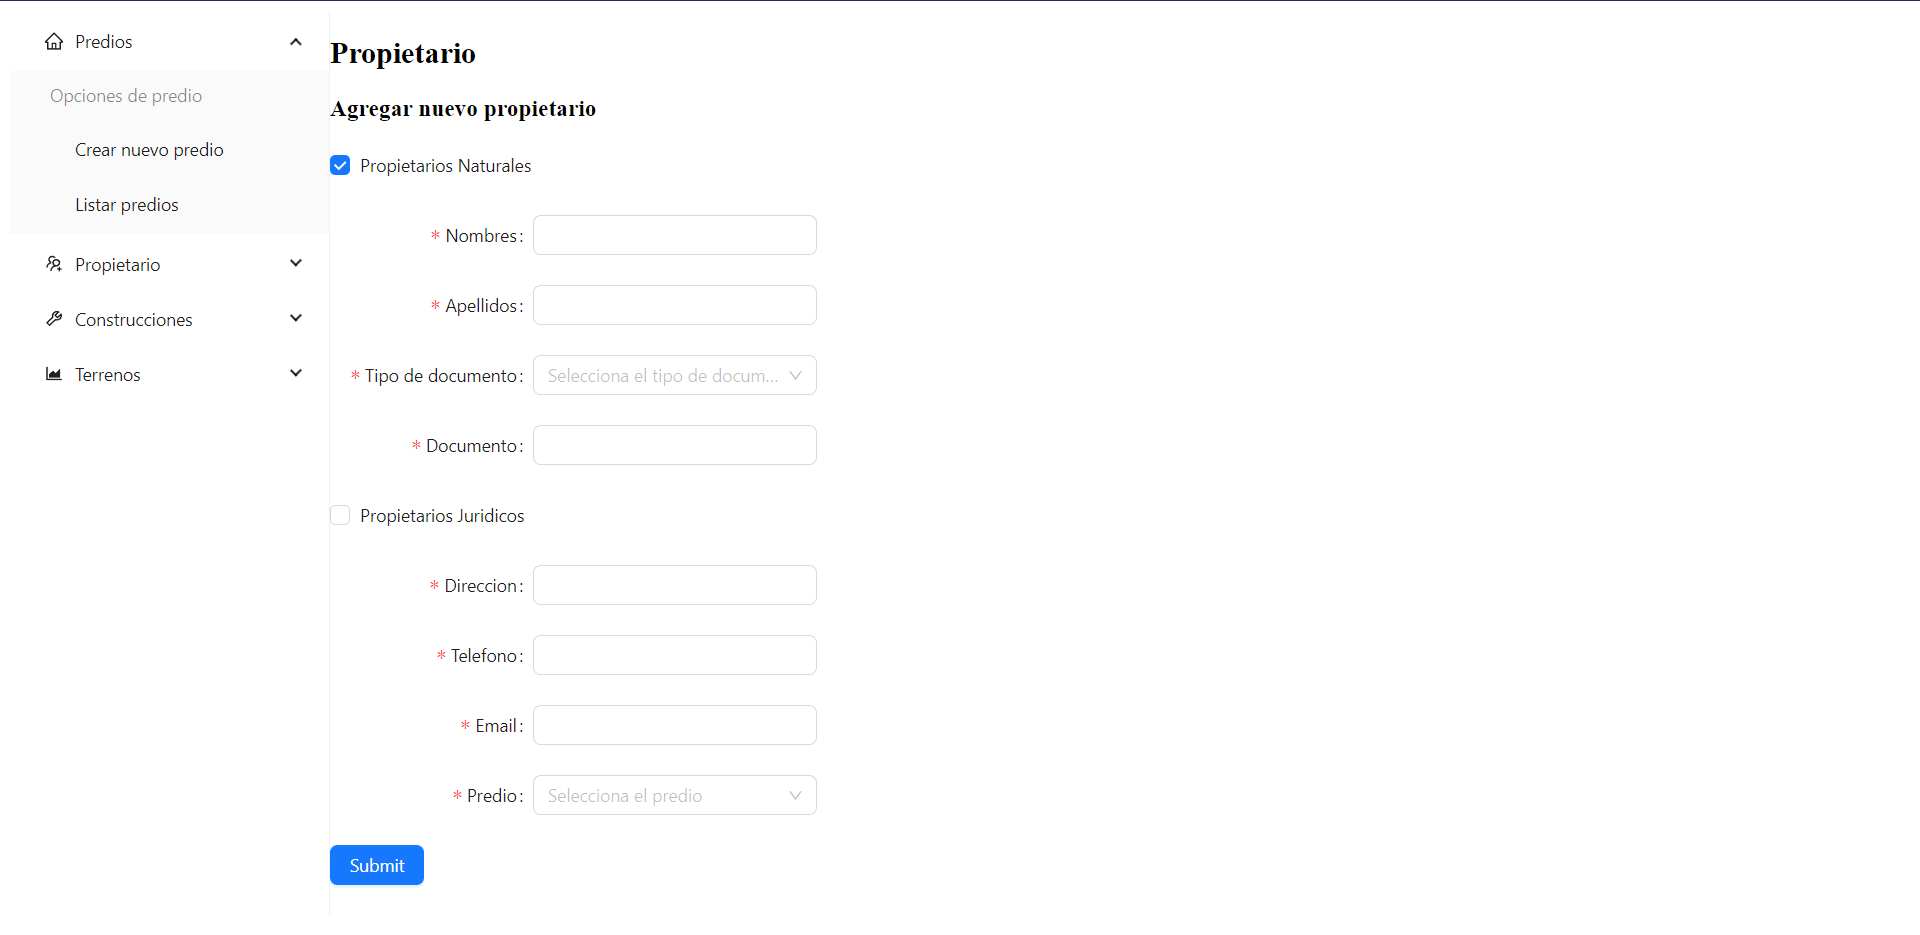 Predios
Opciones de predio
Crear nuevo predio
Listar predios
Propietario
Construcciones
Terrenos
Propietario
Agregar nuevo propietario
Propietarios Naturales
* Nombres:
* Apellidos:
* Tipo de documento: Selecciona el tipo de docum...
* Documento:
Propietarios Juridicos
* Direccion:
* Telefono:
* Email:
* Predio: Selecciona el predio
Submit